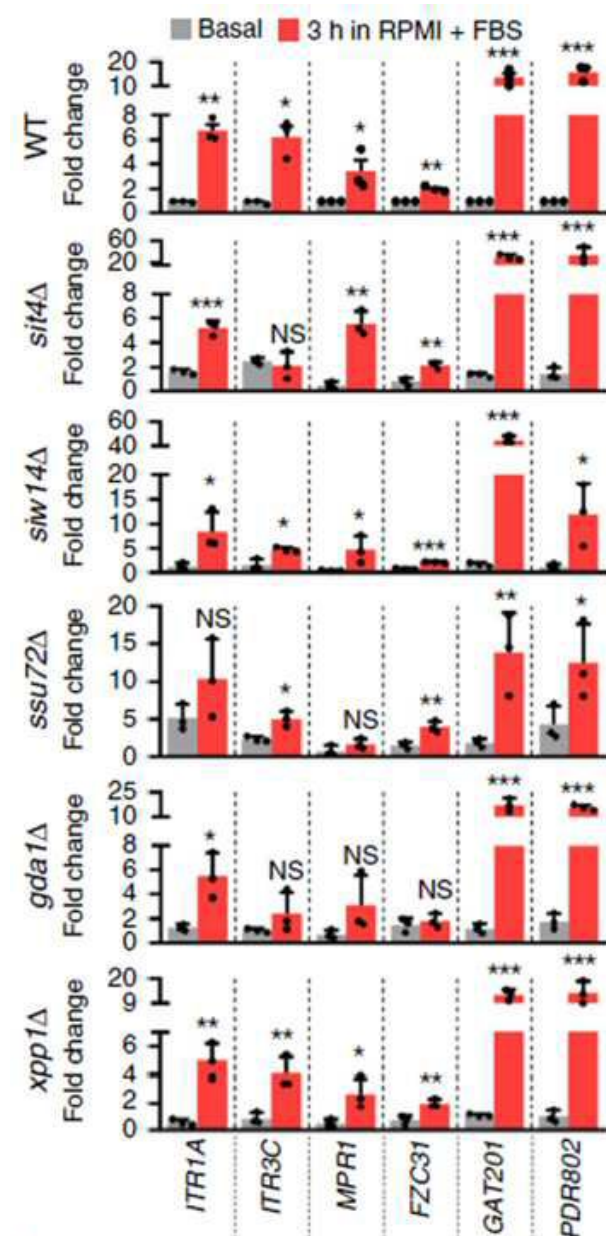 Basal 3 h in RPMI + FBS
WT
Fold change
20
10
8
6
4
2
0
** * * ** *** ***
sit4Δ
Fold change
60
20
8
6
4
2
0
*** NS ** ** *** ***
siw14Δ
Fold change
60
40
20
15
10
5
0
* * * *** *** *
ssu72Δ
Fold change
20
15
10
5
0
NS * NS ** ** *
gda1Δ
Fold change
25
10
8
6
4
2
0
* NS NS NS *** ***
xpp1Δ
Fold change
20
9
6
4
2
0
** ** * ** *** ***
ITR1A
ITR3C
MPR1
FZC31
GAT201
PDR802